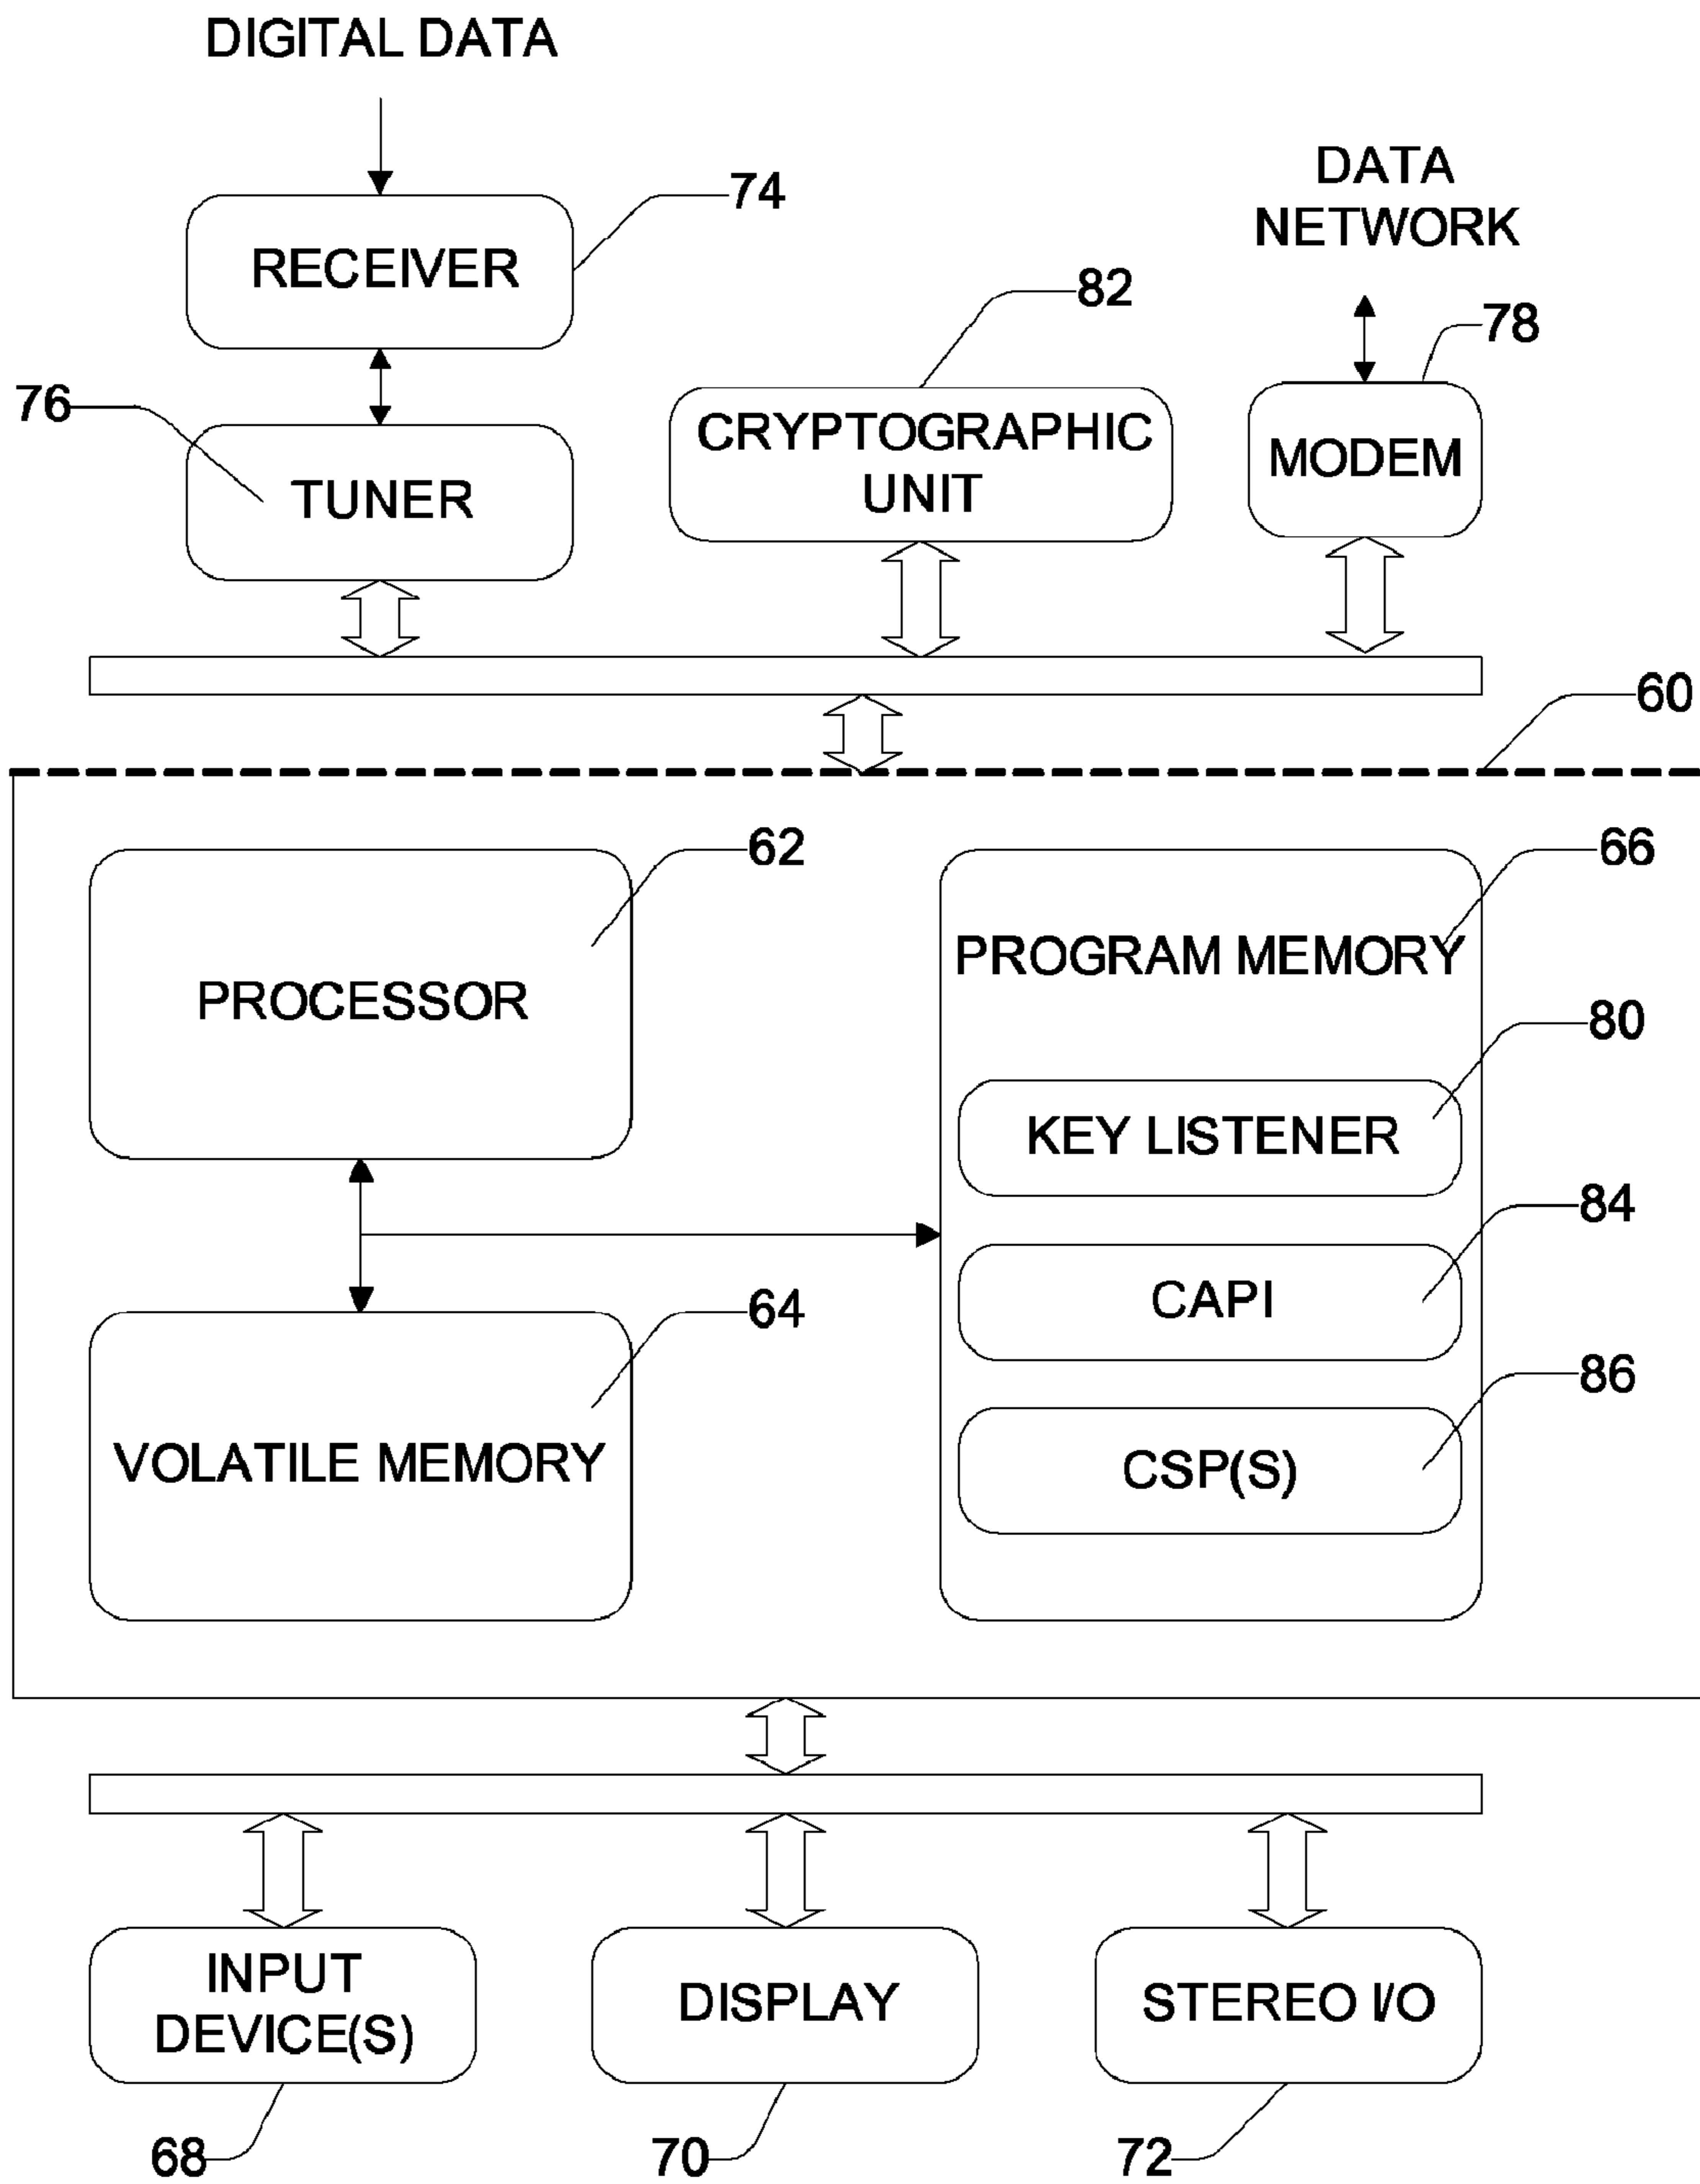 DIGITAL DATA
74
RECEIVER
DATA
NETWORK
82
78
76
TUNER
CRYPTOGRAPHIC
UNIT
MODEM
60
62
66
PROCESSOR
PROGRAM MEMORY
80
KEY LISTENER
84
CAPI
64
86
VOLATILE MEMORY
CSP(S)
INPUT
DEVICE(S)
DISPLAY
STEREO I/O
68
70
72